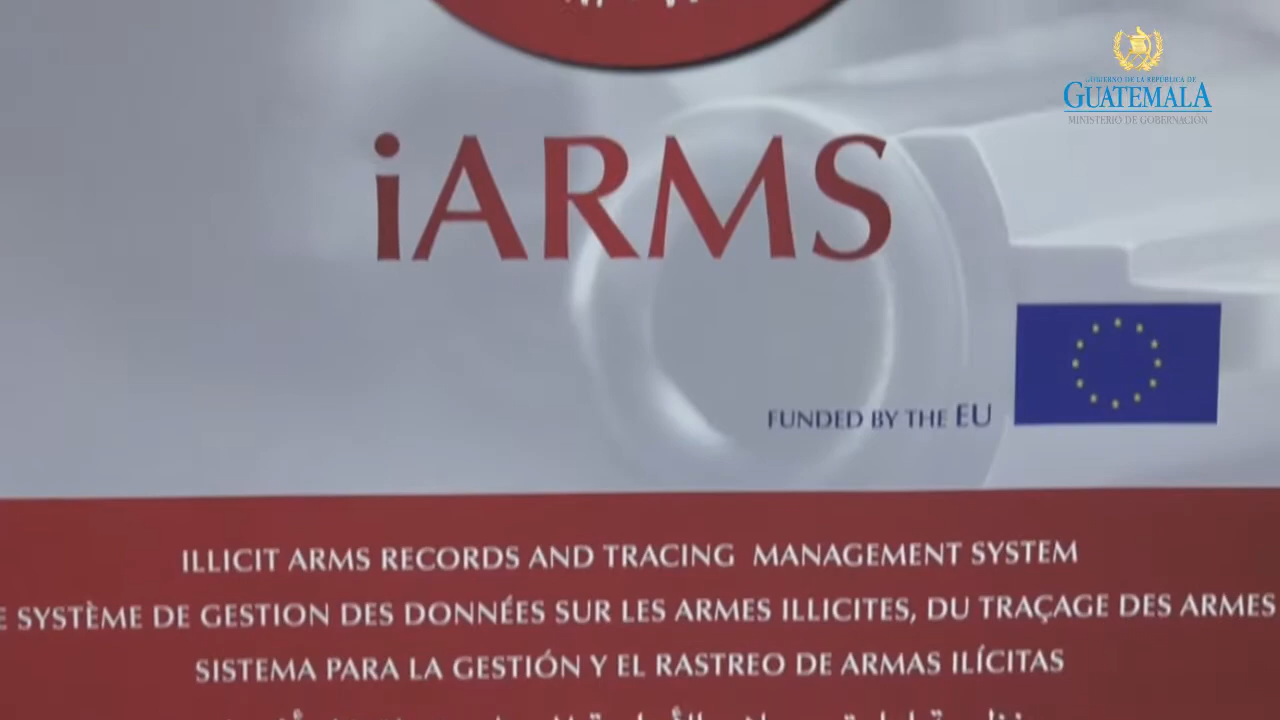 GOBIERNO DE LA REPÚBLICA DE
GUATEMALA
MINISTERIO DE GOBERNACIÓN
iARMS
FUNDED BY THE EU
ILLICIT ARMS RECORDS AND TRACING MANAGEMENT SYSTEM
SYSTÈME DE GESTION DES DONNÉES SUR LES ARMES ILLICITES, DU TRAÇAGE DES ARMES
SISTEMA PARA LA GESTIÓN Y EL RASTREO DE ARMAS ILÍCITAS